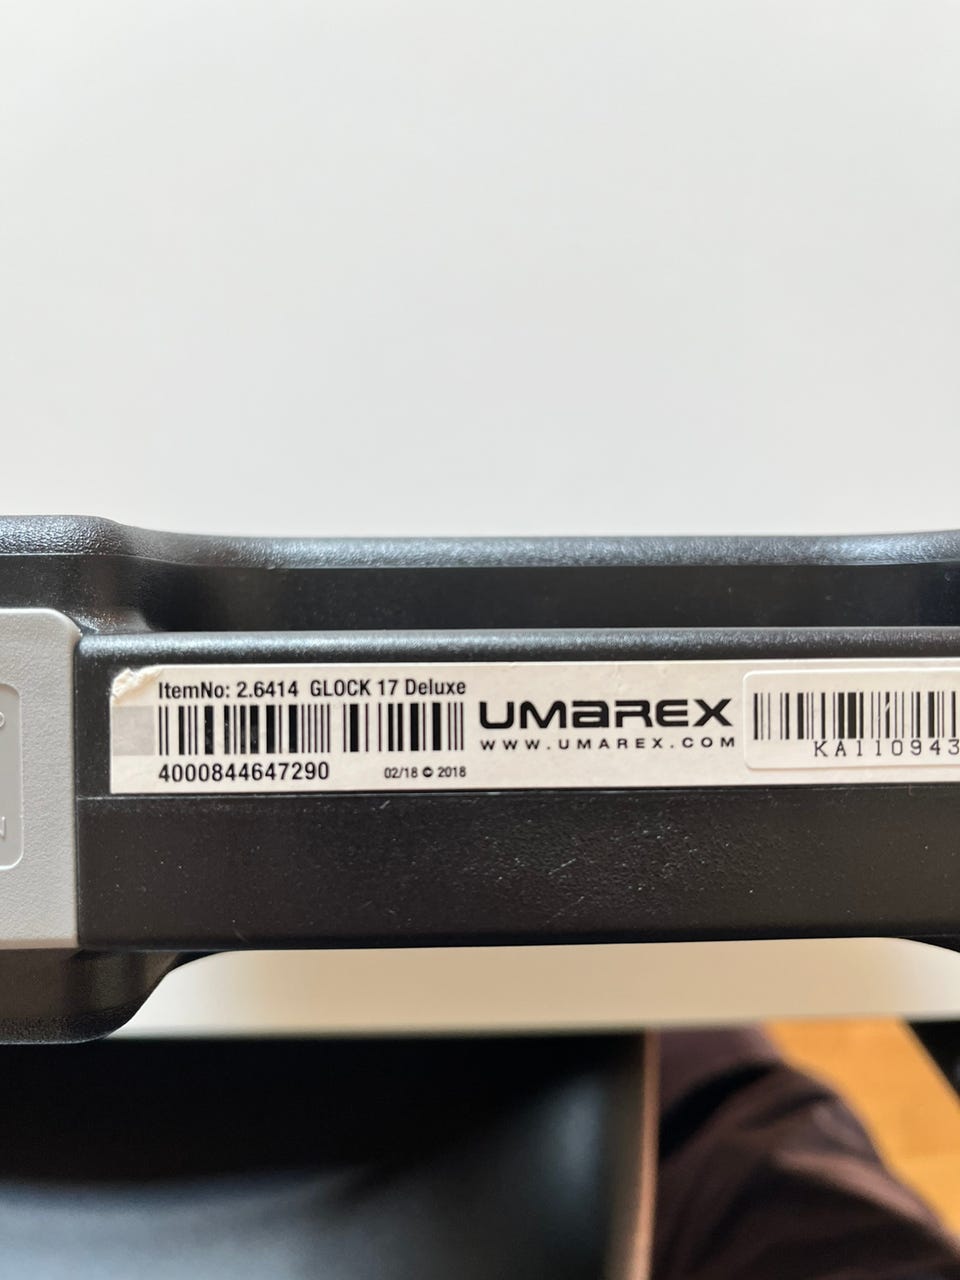 ItemNo: 2.6414 GLOCK 17 Deluxe
4000844647290
02/18 © 2018
UMAREX
WWW.UMAREX.COM
KA110943